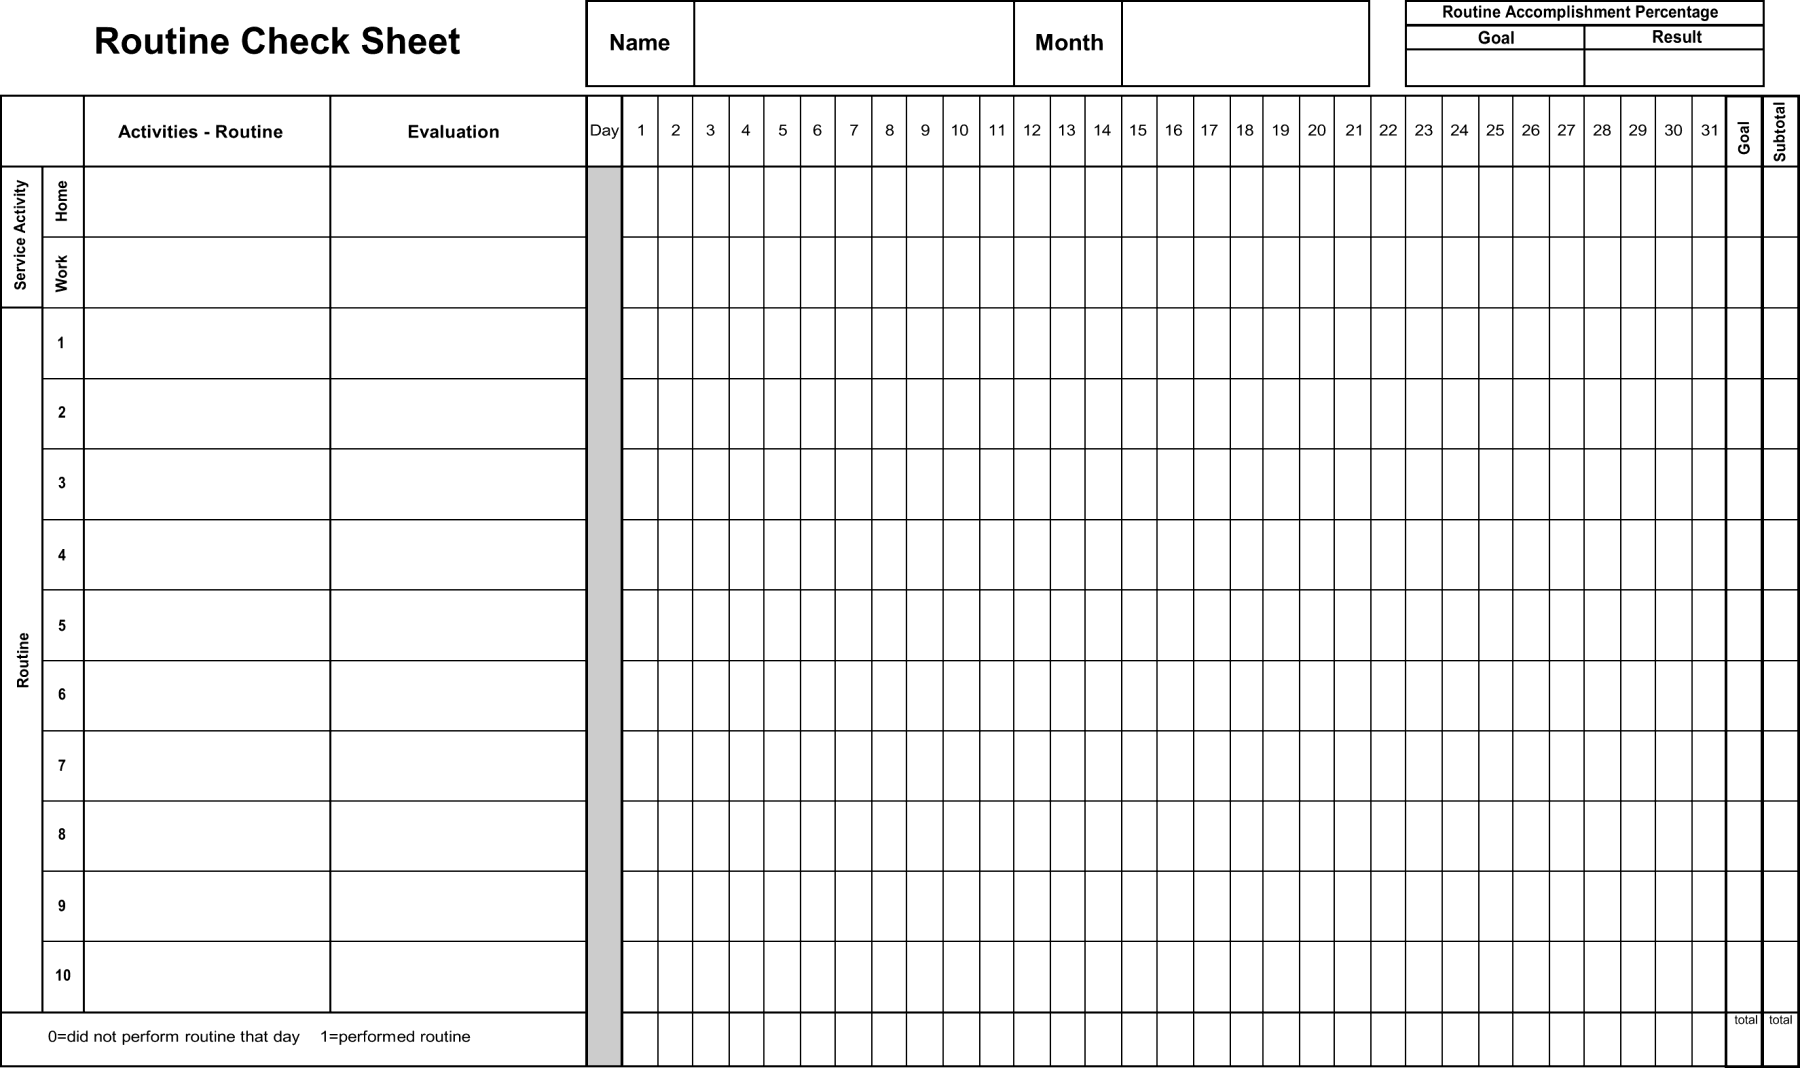 Routine Check Sheet
Name
Month
Routine Accomplishment Percentage
Goal Result
Activities - Routine Evaluation Day 1 2 3 4 5 6 7 8 9 10 11 12 13 14 15 16 17 18 19 20 21 22 23 24 25 26 27 28 29 30 31 Goal Subtotal
Service Activity
Home
Work
Routine
1
2
3
4
5
6
7
8
9
10
0=did not perform routine that day 1=performed routine
total total